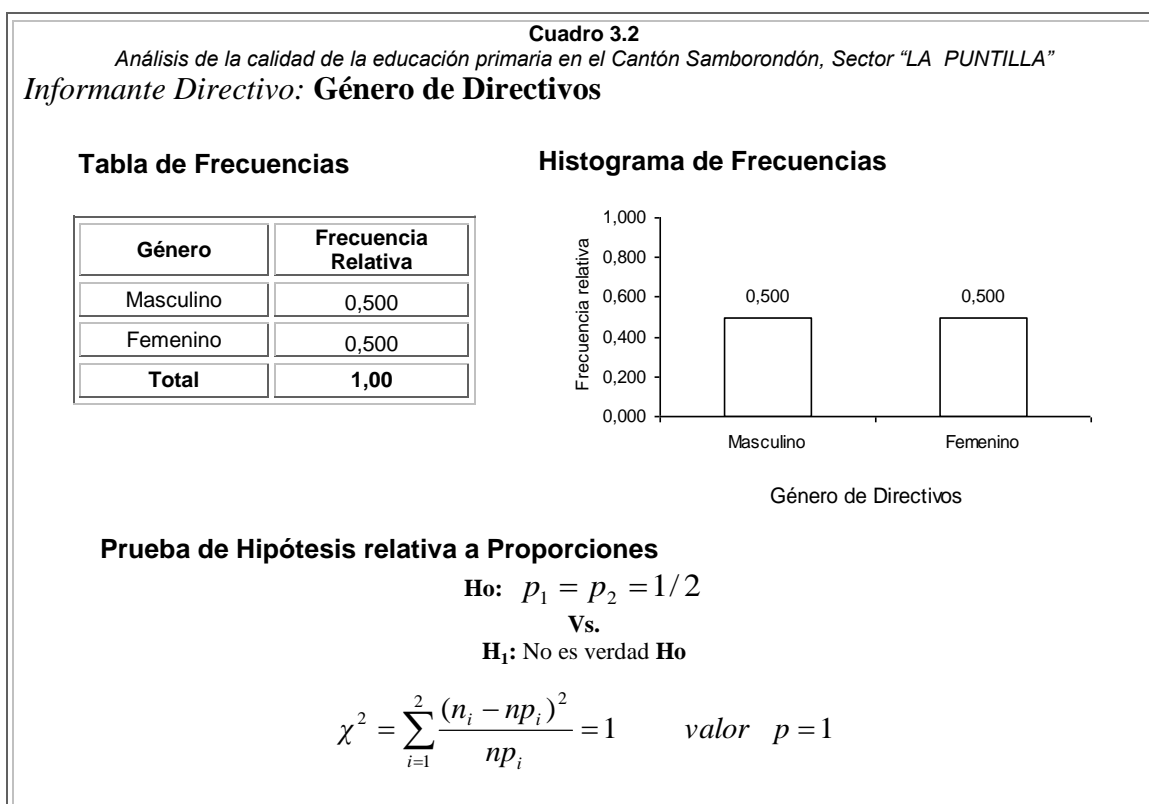 Cuadro 3.2
Análisis de la calidad de la educación primaria en el Cantón Samborondón, Sector “LA PUNTILLA”
Informante Directivo: Género de Directivos
Tabla de Frecuencias
Género Frecuencia Relativa
Masculino 0,500
Femenino 0,500
Total 1,00
Histograma de Frecuencias
Frecuencia relativa
1,000
0,800
0,600
0,400
0,200
0,000
0,500 0,500
Masculino Femenino
Género de Directivos
Prueba de Hipótesis relativa a Proporciones
Ho: p₁ = p₂ = 1/2
Vs.
H₁: No es verdad Ho
χ² = ∑_{i=1}^{2} (nᵢ − npᵢ)² / npᵢ = 1 valor p = 1